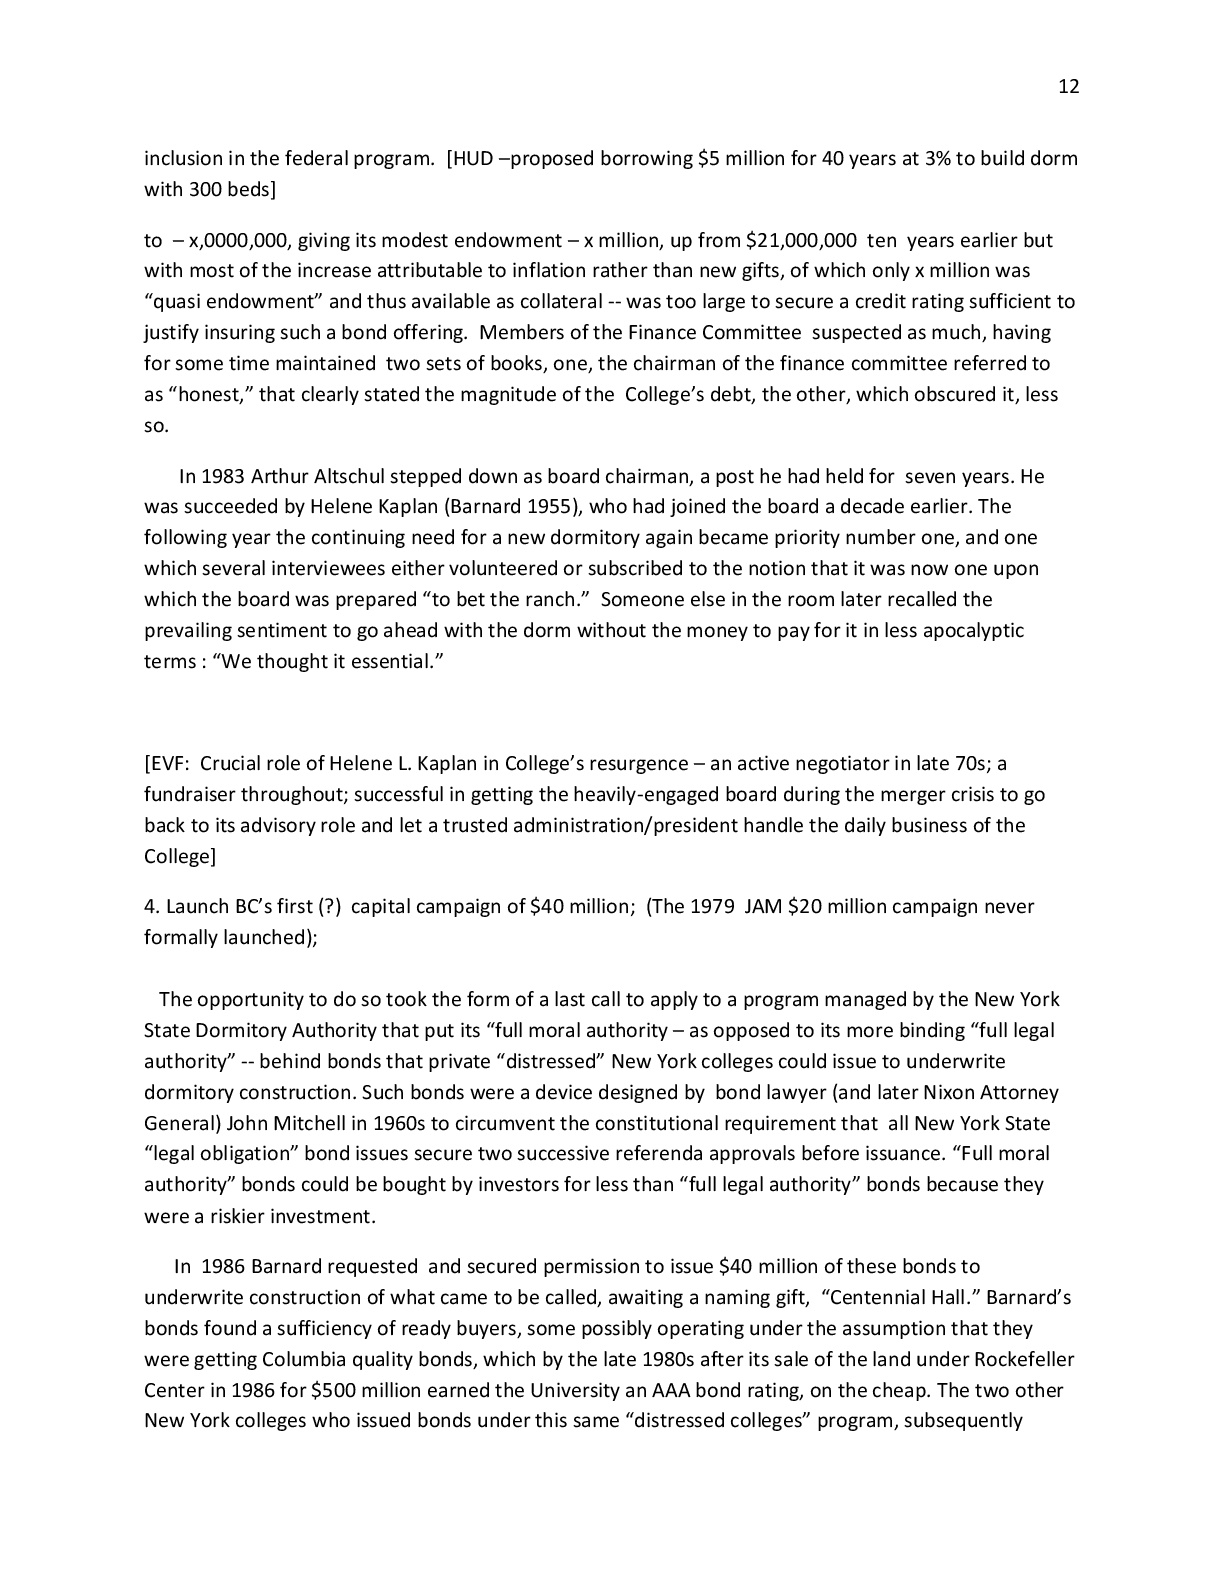 12
inclusion in the federal program.  [HUD –proposed borrowing $5 million for 40 years at 3% to build dorm
with 300 beds]
to  – x,0000,000, giving its modest endowment – x million, up from $21,000,000  ten  years earlier but
with most of the increase attributable to inflation rather than new gifts, of which only x million was
“quasi endowment” and thus available as collateral -- was too large to secure a credit rating sufficient to
justify insuring such a bond offering.  Members of the Finance Committee  suspected as much, having
for some time maintained  two sets of books, one, the chairman of the finance committee referred to
as “honest,” that clearly stated the magnitude of the  College’s debt, the other, which obscured it, less
so.
In 1983 Arthur Altschul stepped down as board chairman, a post he had held for  seven years. He
was succeeded by Helene Kaplan (Barnard 1955), who had joined the board a decade earlier. The
following year the continuing need for a new dormitory again became priority number one, and one
which several interviewees either volunteered or subscribed to the notion that it was now one upon
which the board was prepared “to bet the ranch.”  Someone else in the room later recalled the
prevailing sentiment to go ahead with the dorm without the money to pay for it in less apocalyptic
terms : “We thought it essential.”
[EVF:  Crucial role of Helene L. Kaplan in College’s resurgence – an active negotiator in late 70s; a
fundraiser throughout; successful in getting the heavily-engaged board during the merger crisis to go
back to its advisory role and let a trusted administration/president handle the daily business of the
College]
4. Launch BC’s first (?)  capital campaign of $40 million;  (The 1979  JAM $20 million campaign never
formally launched);
The opportunity to do so took the form of a last call to apply to a program managed by the New York
State Dormitory Authority that put its “full moral authority – as opposed to its more binding “full legal
authority” -- behind bonds that private “distressed” New York colleges could issue to underwrite
dormitory construction. Such bonds were a device designed by  bond lawyer (and later Nixon Attorney
General) John Mitchell in 1960s to circumvent the constitutional requirement that  all New York State
“legal obligation” bond issues secure two successive referenda approvals before issuance. “Full moral
authority” bonds could be bought by investors for less than “full legal authority” bonds because they
were a riskier investment.
In  1986 Barnard requested  and secured permission to issue $40 million of these bonds to
underwrite construction of what came to be called, awaiting a naming gift,  “Centennial Hall.” Barnard’s
bonds found a sufficiency of ready buyers, some possibly operating under the assumption that they
were getting Columbia quality bonds, which by the late 1980s after its sale of the land under Rockefeller
Center in 1986 for $500 million earned the University an AAA bond rating, on the cheap. The two other
New York colleges who issued bonds under this same “distressed colleges” program, subsequently